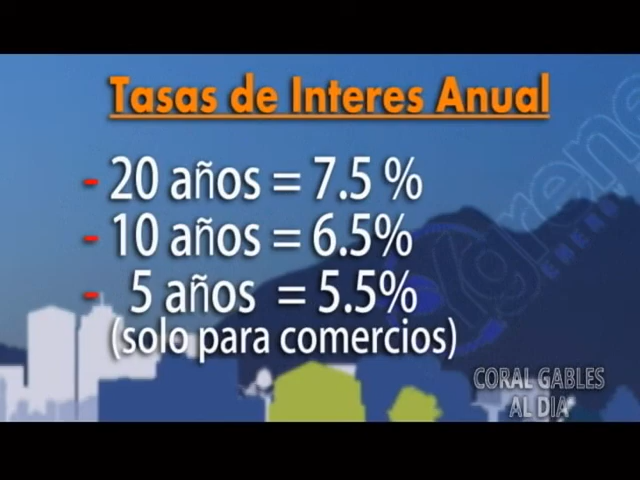 Tasas de Interes Anual
- 20 años = 7.5 %
- 10 años = 6.5%
- 5 años = 5.5%
(solo para comercios)
CORAL GABLES
AL DIA